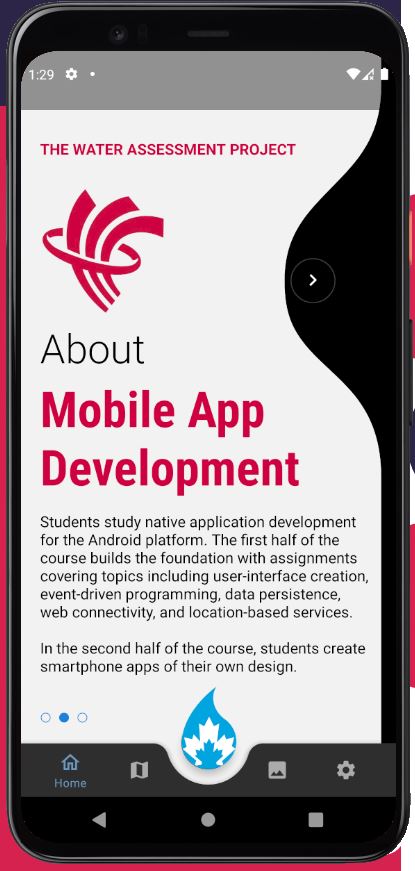 1:29
THE WATER ASSESSMENT PROJECT
About
Mobile App
Development
Students study native application development
for the Android platform. The first half of the
course builds the foundation with assignments
covering topics including user-interface creation,
event-driven programming, data persistence,
web connectivity, and location-based services.
In the second half of the course, students create
smartphone apps of their own design.
Home